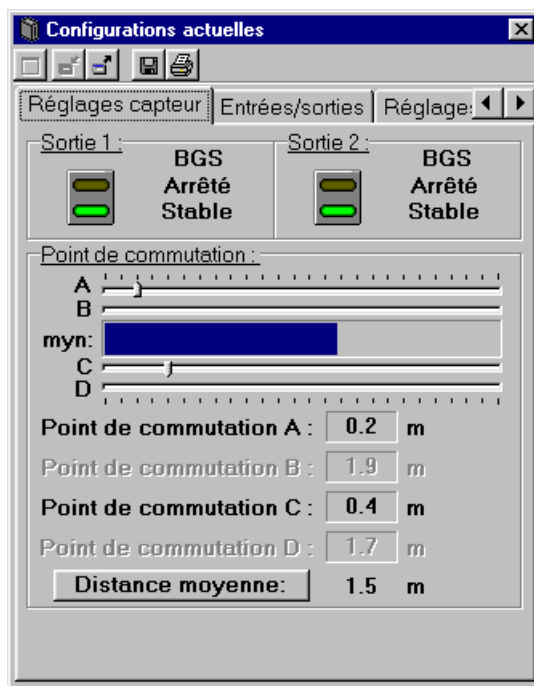 Configurations actuelles
Réglages capteur Entrées/sorties Réglage
Sortie 1 : Sortie 2 :
BGS BGS
Arrêté Arrêté
Stable Stable
Point de commutation :
A
B
myn:
C
D
Point de commutation A : 0.2 m
Point de commutation B : 1.9 m
Point de commutation C : 0.4 m
Point de commutation D : 1.7 m
Distance moyenne: 1.5 m